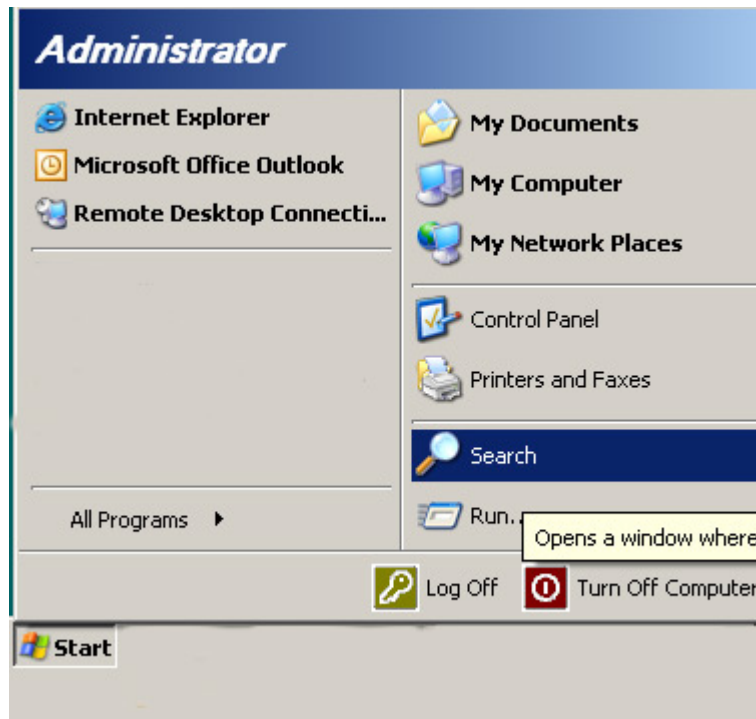 Administrator
Internet Explorer
Microsoft Office Outlook
Remote Desktop Connecti...
All Programs
My Documents
My Computer
My Network Places
Control Panel
Printers and Faxes
Search
Run..
Opens a window where
Log Off
Turn Off Computer
Start